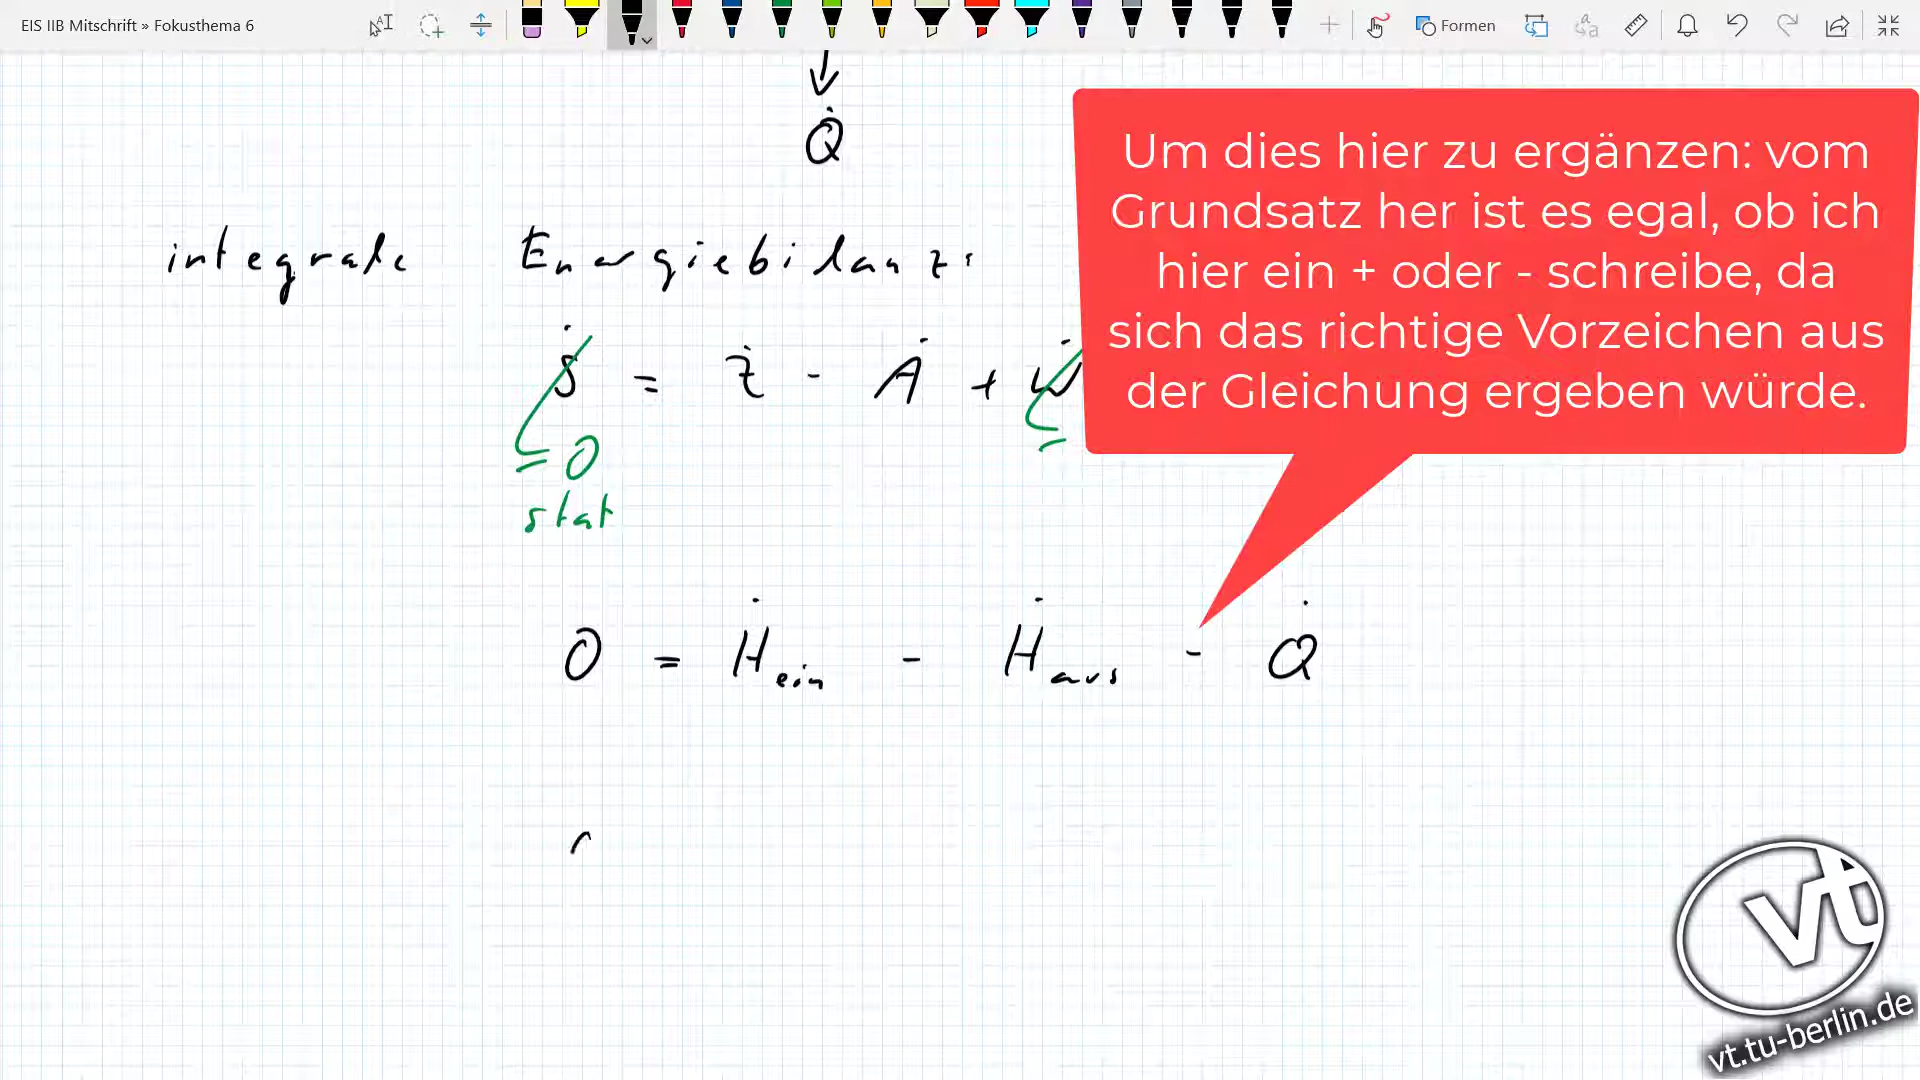 EIS IIB Mitschrift » Fokusthema 6
Formen
Q̇
Um dies hier zu ergänzen: vom
Grundsatz her ist es egal, ob ich
hier ein + oder - schreibe, da
sich das richtige Vorzeichen aus
der Gleichung ergeben würde.
integrale Energiebilanz:
Ṡ = Ż - Ȧ + Ẇ
= 0 =
stat
0 = Ḣein - Ḣaus - Q̇
vt
vt.tu-berlin.de